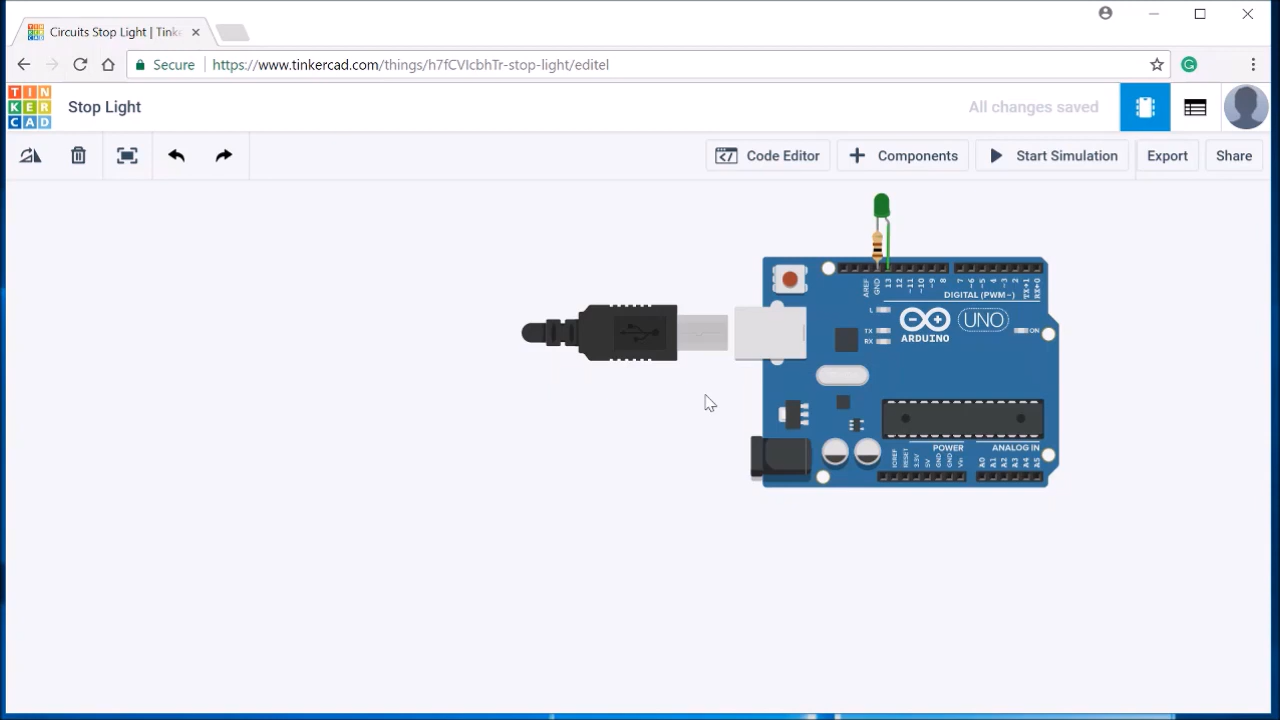 Circuits Stop Light | Tink
Secure
https://www.tinkercad.com/things/h7fCVIcbhTr-stop-light/editel
TIN
KER
CAD
Stop Light
All changes saved
Code Editor
Components
Start Simulation
Export
Share
AREF
GND
13
12
~11
~10
~9
8
7
~6
~5
4
~3
2
TX→1
RX←0
DIGITAL (PWM~)
L
TX
RX
UNO
ARDUINO
ON
POWER
ANALOG IN
IOREF
RESET
3.3V
5V
GND
GND
Vin
A0
A1
A2
A3
A4
A5